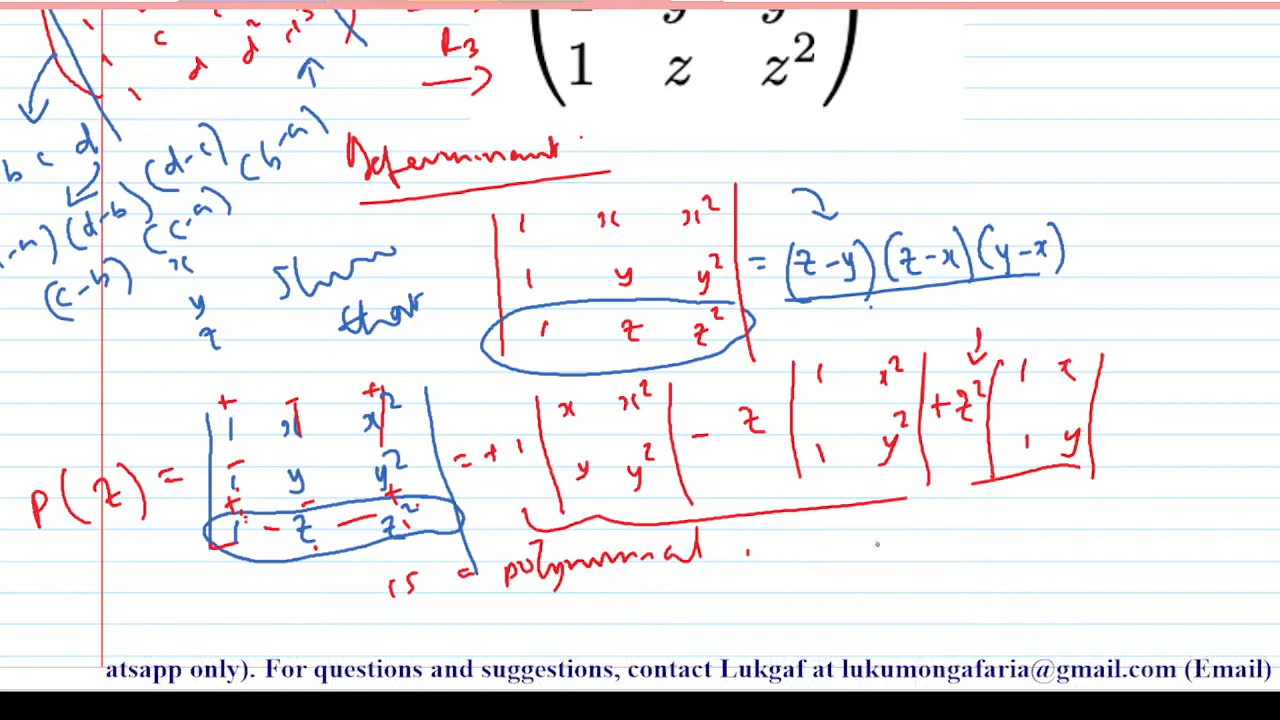 R₃
→
1 z z²
b c d
(d-c) (b-a)
(d-b) (c-a)
(c-b)
Determinant
x
y
z
Show
that
| 1 x x² |
| 1 y y² | = (z-y)(z-x)(y-x)
| 1 z z² |
P(z) = | 1 x x² ; 1 y y² ; 1 z z² | = +1 | x x² ; y y² | - z | 1 x² ; 1 y² | + z² | 1 x ; 1 y |
is a polynomial
atsapp only). For questions and suggestions, contact Lukgaf at lukumongafaria@gmail.com (Email)